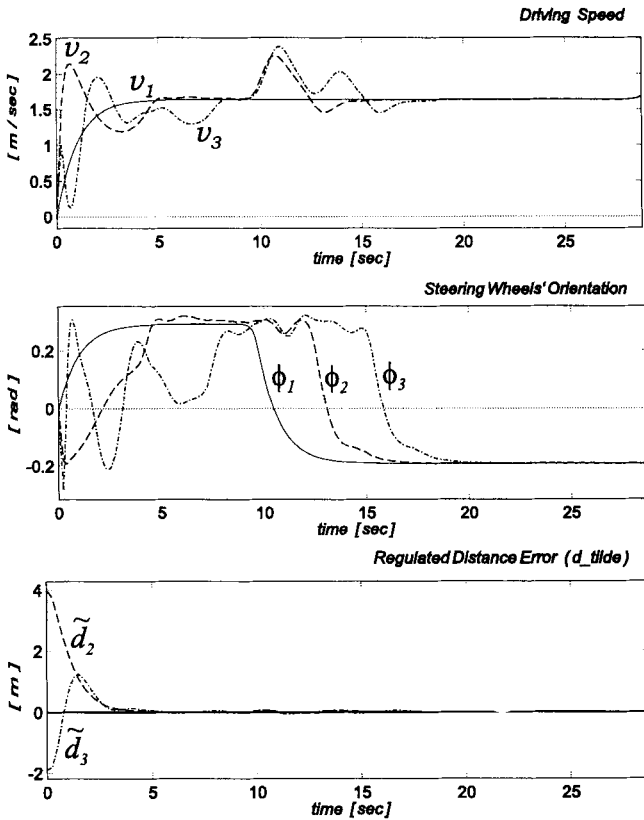 Driving Speed
[ m / sec ]
2.5
2
1.5
1
0.5
0
v₂
v₁
v₃
0 5 10 15 20 25
time [sec]
Steering Wheels' Orientation
[ rad ]
0.2
0
-0.2
ϕ₁ ϕ₂ ϕ₃
0 5 10 15 20 25
time [sec]
Regulated Distance Error ( d_tilde)
[ m ]
4
2
0
-2
d̃₂
d̃₃
0 5 10 15 20 25
time [sec]